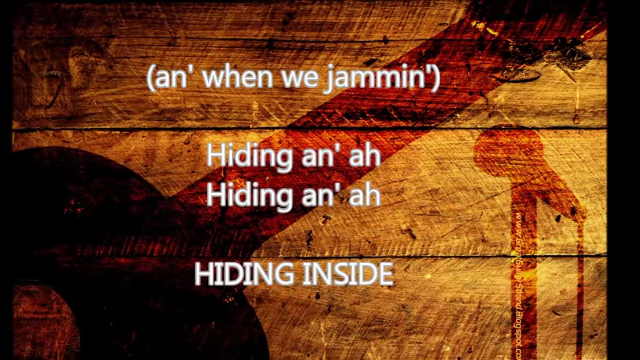 (an' when we jammin')
Hiding an' ah
Hiding an' ah
HIDING INSIDE